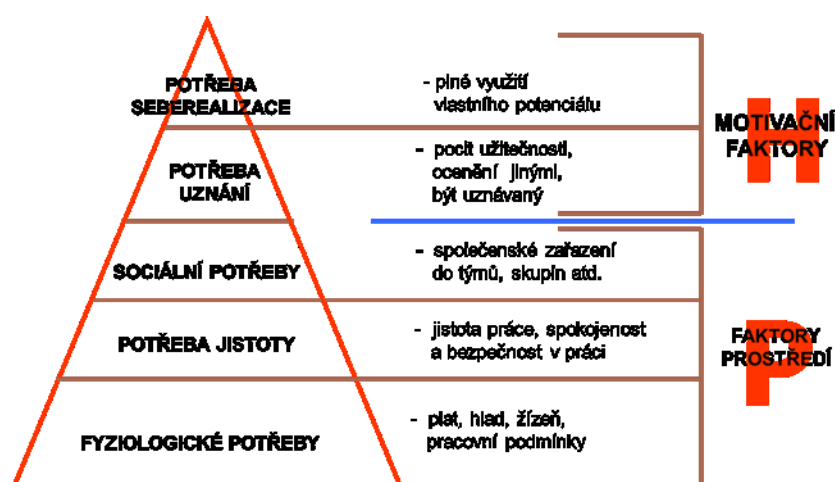 POTŘEBA
SEBEREALIZACE
- plné využití
vlastního potenciálu
H
MOTIVAČNÍ
FAKTORY
POTŘEBA
UZNÁNÍ
- pocit užitečnosti,
ocenění jinými,
být uznávaný
SOCIÁLNÍ POTŘEBY
- společenské zařazení
do týmů, skupin atd.
POTŘEBA JISTOTY
- jistota práce, spokojenost
a bezpečnost v práci
P
FAKTORY
PROSTŘEDÍ
FYZIOLOGICKÉ POTŘEBY
- plat, hlad, žízeň,
pracovní podmínky